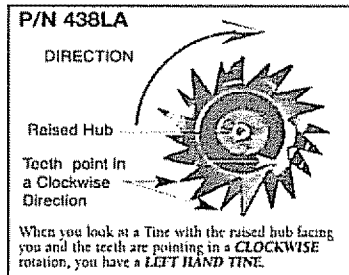 P/N 438LA
DIRECTION
Raised Hub
Teeth point in
a Clockwise
Direction
When you look at a Tine with the raised hub facing
you and the teeth are pointing in a CLOCKWISE
rotation, you have a LEFT HAND TINE.